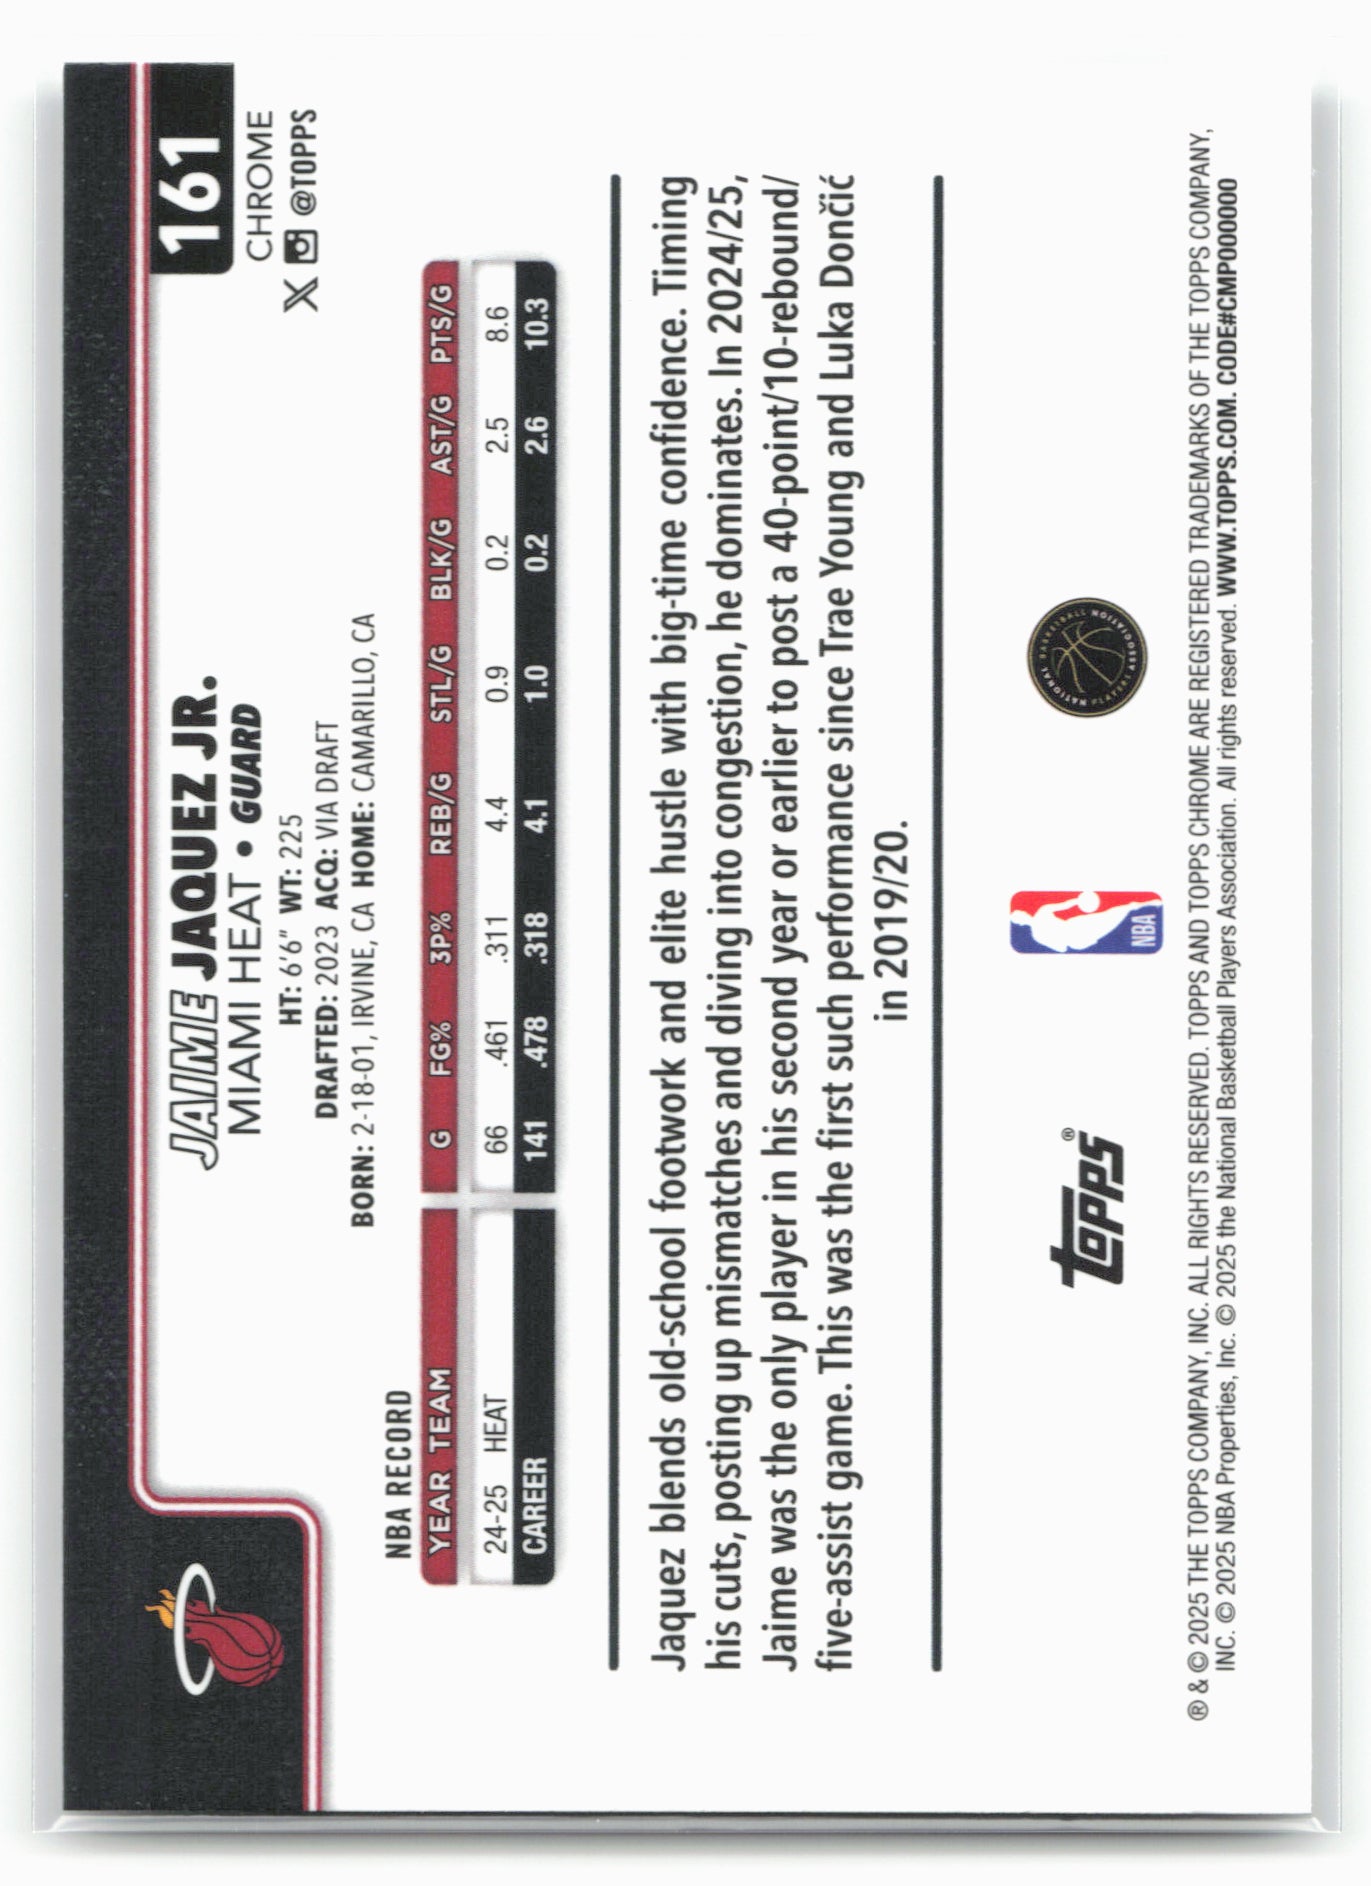 161
CHROME
@TOPPS
JAIME JAQUEZ JR.
MIAMI HEAT • GUARD
HT: 6'6" WT: 225
DRAFTED: 2023 ACQ: VIA DRAFT
BORN: 2-18-01, IRVINE, CA HOME: CAMARILLO, CA
NBA RECORD
YEAR TEAM G FG% 3P% REB/G STL/G BLK/G AST/G PTS/G
24-25 HEAT 66 .461 .311 4.4 0.9 0.2 2.5 8.6
CAREER 141 .478 .318 4.1 1.0 0.2 2.6 10.3
Jaquez blends old-school footwork and elite hustle with big-time confidence. Timing
his cuts, posting up mismatches and diving into congestion, he dominates. In 2024/25,
Jaime was the only player in his second year or earlier to post a 40-point/10-rebound/
five-assist game. This was the first such performance since Trae Young and Luka Dončić
in 2019/20.
Topps®
NBA
NATIONAL BASKETBALL PLAYERS ASSOCIATION
® & © 2025 THE TOPPS COMPANY, INC. ALL RIGHTS RESERVED. TOPPS AND TOPPS CHROME ARE REGISTERED TRADEMARKS OF THE TOPPS COMPANY,
INC. © 2025 NBA Properties, Inc. © 2025 the National Basketball Players Association. All rights reserved. WWW.TOPPS.COM. CODE#CMP000000